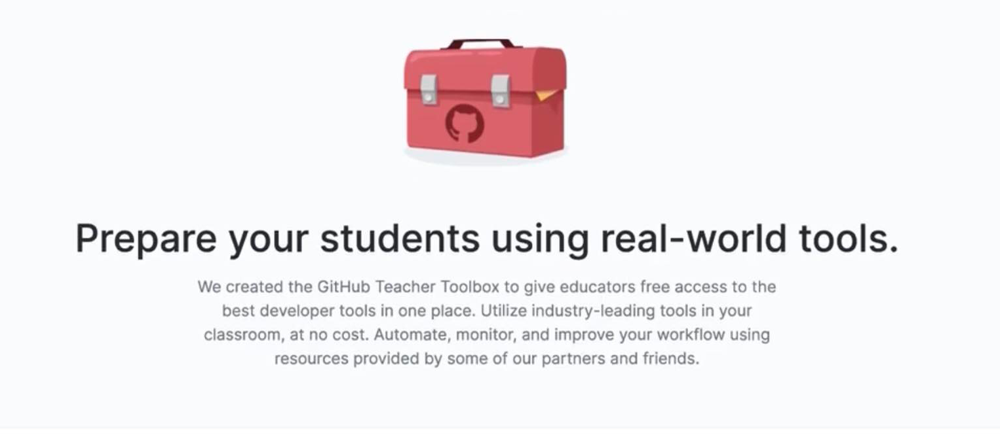 Prepare your students using real-world tools.
We created the GitHub Teacher Toolbox to give educators free access to the
best developer tools in one place. Utilize industry-leading tools in your
classroom, at no cost. Automate, monitor, and improve your workflow using
resources provided by some of our partners and friends.